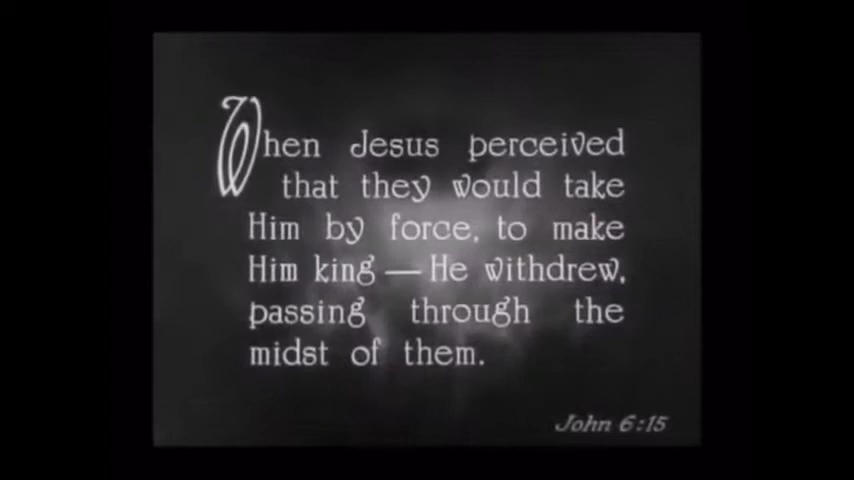 When Jesus perceived
that they would take
Him by force, to make
Him king — He withdrew,
passing through the
midst of them.
John 6:15